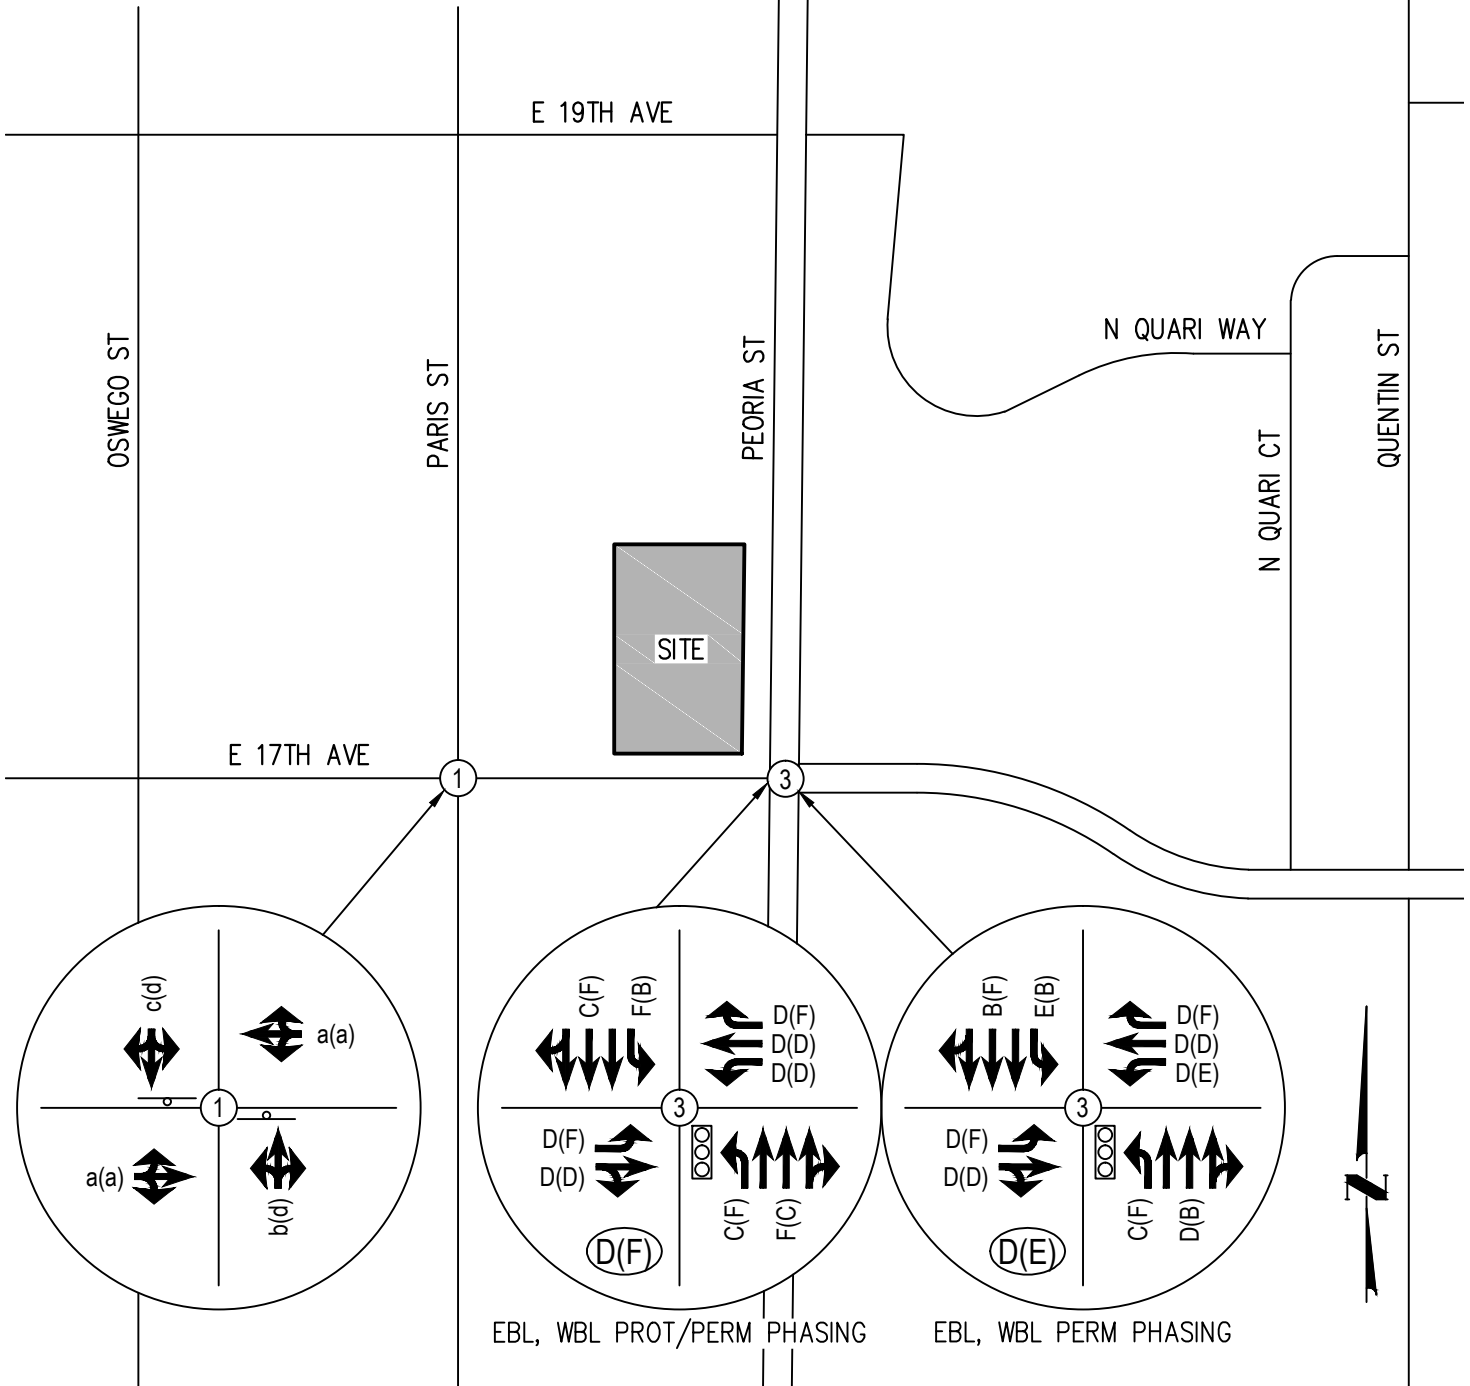 E 19TH AVE
OSWEGO ST
PARIS ST
PEORIA ST
N QUARI WAY
N QUARI CT
QUENTIN ST
SITE
E 17TH AVE
1
3
c(d)
a(a)
1
a(a)
b(d)
C(F)
F(B)
D(F)
D(D)
D(D)
3
D(F)
D(D)
C(F)
F(C)
D(F)
B(F)
E(B)
D(F)
D(D)
D(E)
3
D(F)
D(D)
C(F)
D(B)
D(E)
N
EBL, WBL PROT/PERM PHASING
EBL, WBL PERM PHASING